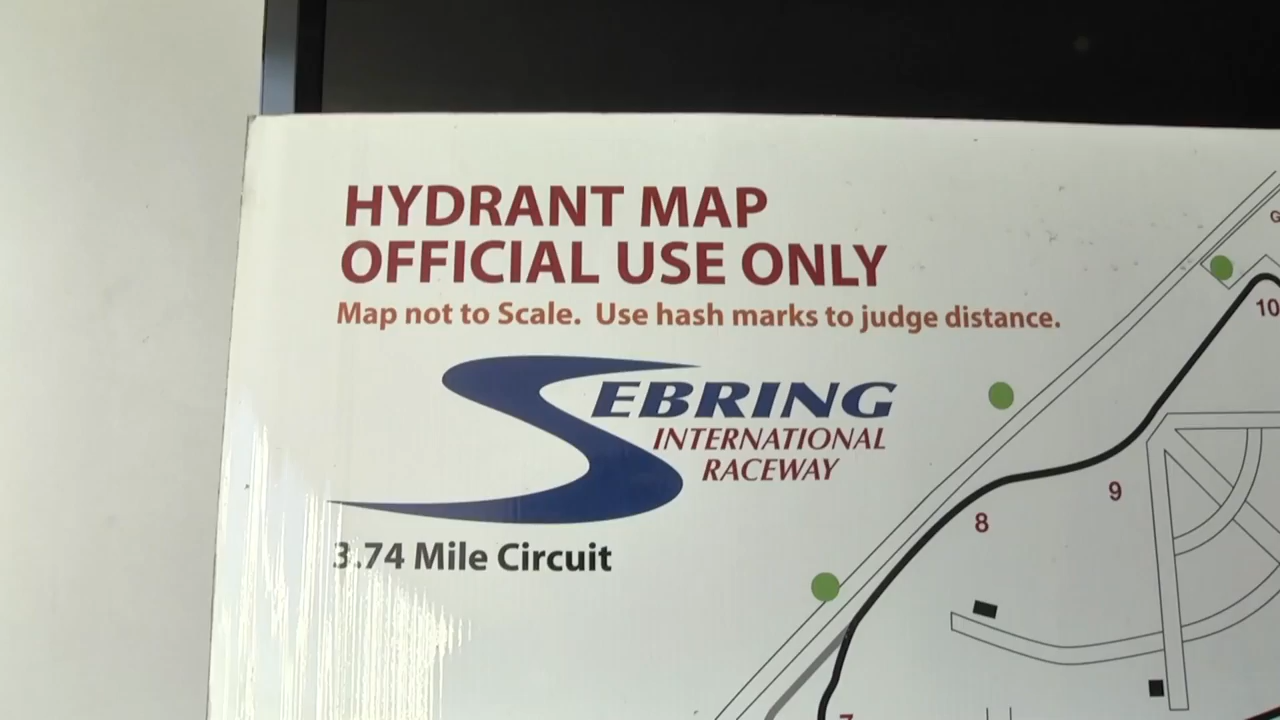 HYDRANT MAP
OFFICIAL USE ONLY
Map not to Scale. Use hash marks to judge distance.
SEBRING
INTERNATIONAL
RACEWAY
3.74 Mile Circuit
G
10
9
8
7